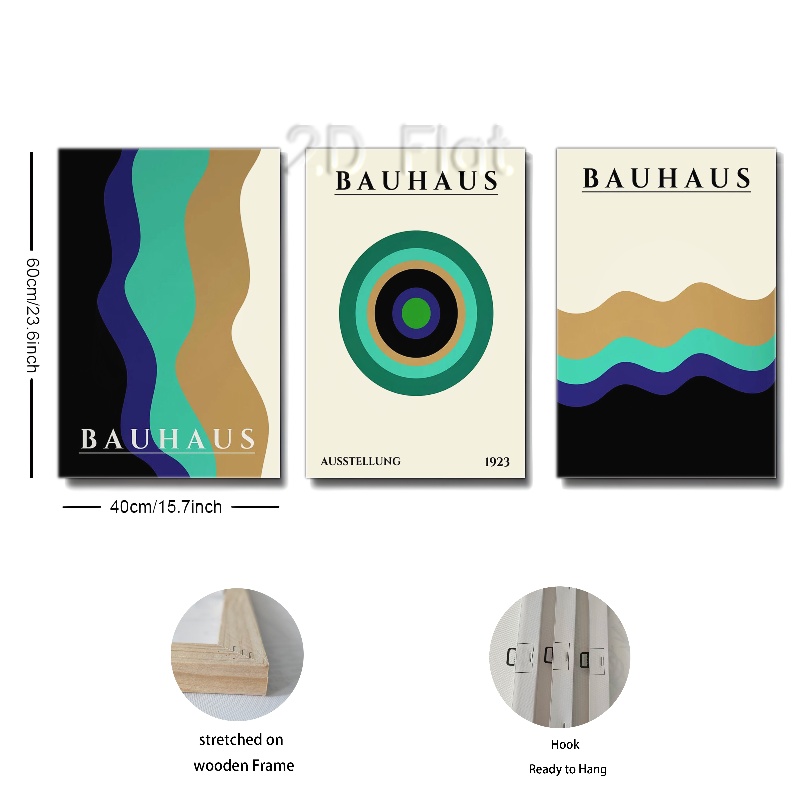 2D Flat
BAUHAUS
BAUHAUS
BAUHAUS
AUSSTELLUNG
1923
60cm/23.6inch
40cm/15.7inch
stretched on
wooden Frame
Hook
Ready to Hang